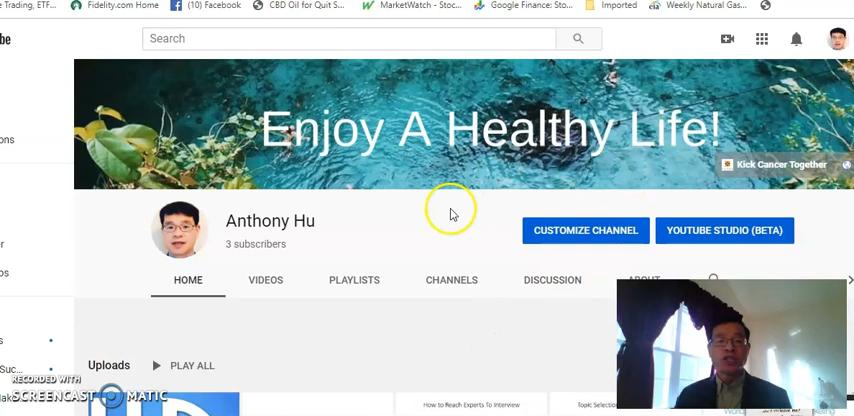 e Trading, ETF... Fidelity.com Home (10) Facebook CBD Oil for Quit S... MarketWatch - Stoc... Google Finance: Sto... Imported Weekly Natural Gas...
Search
Enjoy A Healthy Life!
Kick Cancer Together
Anthony Hu
3 subscribers
CUSTOMIZE CHANNEL YOUTUBE STUDIO (BETA)
HOME VIDEOS PLAYLISTS CHANNELS DISCUSSION ABOUT
Uploads PLAY ALL
RECORDED WITH
SCREENCAST MATIC
How to Reach Experts To Interview